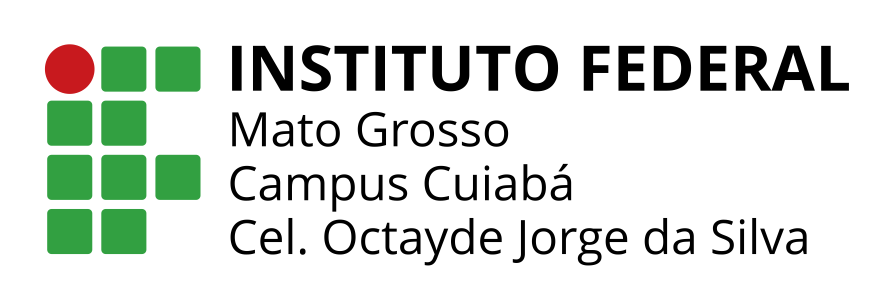 INSTITUTO FEDERAL
Mato Grosso
Campus Cuiabá
Cel. Octayde Jorge da Silva